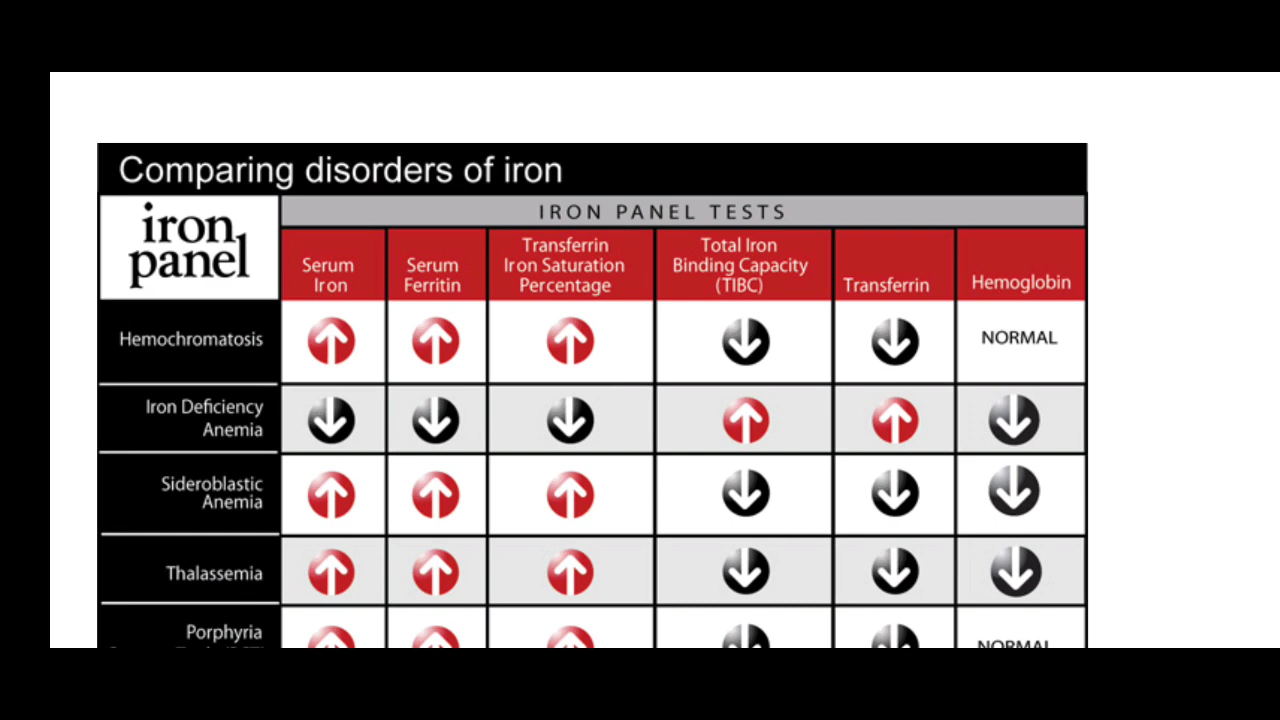 Comparing disorders of iron
iron
panel
IRON PANEL TESTS
Serum
Iron
Serum
Ferritin
Transferrin
Iron Saturation
Percentage
Total Iron
Binding Capacity
(TIBC)
Transferrin
Hemoglobin
Hemochromatosis
NORMAL
Iron Deficiency
Anemia
Sideroblastic
Anemia
Thalassemia
Porphyria
NORMAL